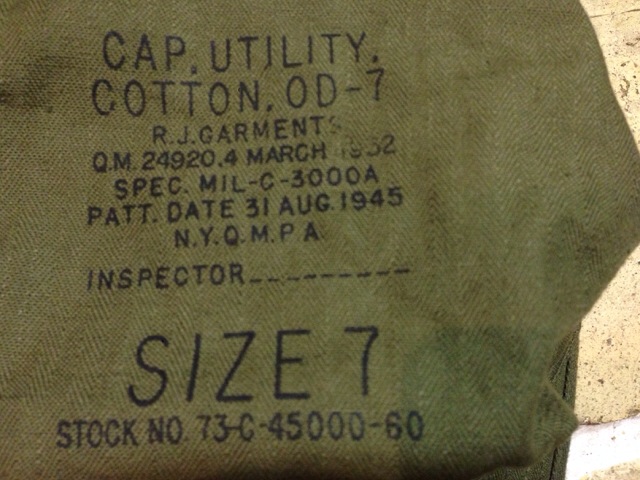 CAP, UTILITY,
COTTON, OD-7
R.J. GARMENTS
Q.M. 24920, 4 MARCH 1952
SPEC. MIL-C-3000A
PATT. DATE 31 AUG. 1945
N.Y.Q.M.P.A
INSPECTOR---------
SIZE 7
STOCK NO. 73-C-45000-60